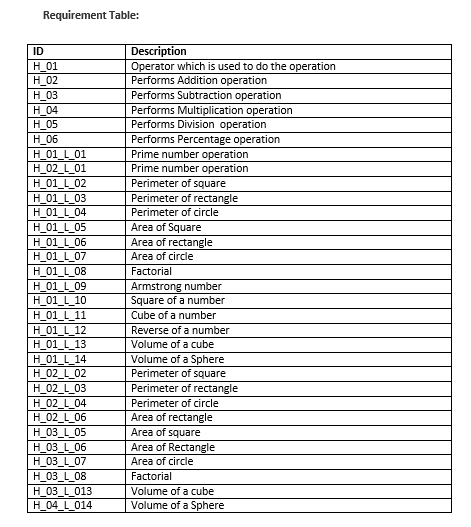 Requirement Table:
ID Description
H_01 Operator which is used to do the operation
H_02 Performs Addition operation
H_03 Performs Subtraction operation
H_04 Performs Multiplication operation
H_05 Performs Division operation
H_06 Performs Percentage operation
H_01_L_01 Prime number operation
H_02_L_01 Prime number operation
H_01_L_02 Perimeter of square
H_01_L_03 Perimeter of rectangle
H_01_L_04 Perimeter of circle
H_01_L_05 Area of Square
H_01_L_06 Area of rectangle
H_01_L_07 Area of circle
H_01_L_08 Factorial
H_01_L_09 Armstrong number
H_01_L_10 Square of a number
H_01_L_11 Cube of a number
H_01_L_12 Reverse of a number
H_01_L_13 Volume of a cube
H_01_L_14 Volume of a Sphere
H_02_L_02 Perimeter of square
H_02_L_03 Perimeter of rectangle
H_02_L_04 Perimeter of circle
H_02_L_06 Area of rectangle
H_03_L_05 Area of square
H_03_L_06 Area of Rectangle
H_03_L_07 Area of circle
H_03_L_08 Factorial
H_03_L_013 Volume of a cube
H_04_L_014 Volume of a Sphere